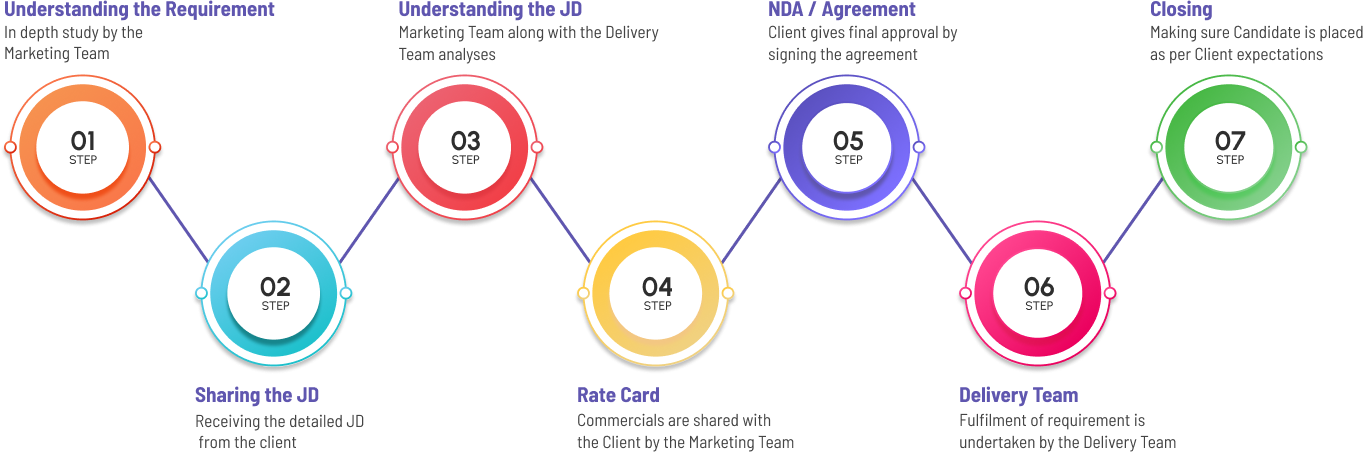 Understanding the Requirement
In depth study by the
Marketing Team
01
STEP
Sharing the JD
Receiving the detailed JD
from the client
02
STEP
Understanding the JD
Marketing Team along with the Delivery
Team analyses
03
STEP
Rate Card
Commercials are shared with
the Client by the Marketing Team
04
STEP
NDA / Agreement
Client gives final approval by
signing the agreement
05
STEP
Delivery Team
Fulfilment of requirement is
undertaken by the Delivery Team
06
STEP
Closing
Making sure Candidate is placed
as per Client expectations
07
STEP